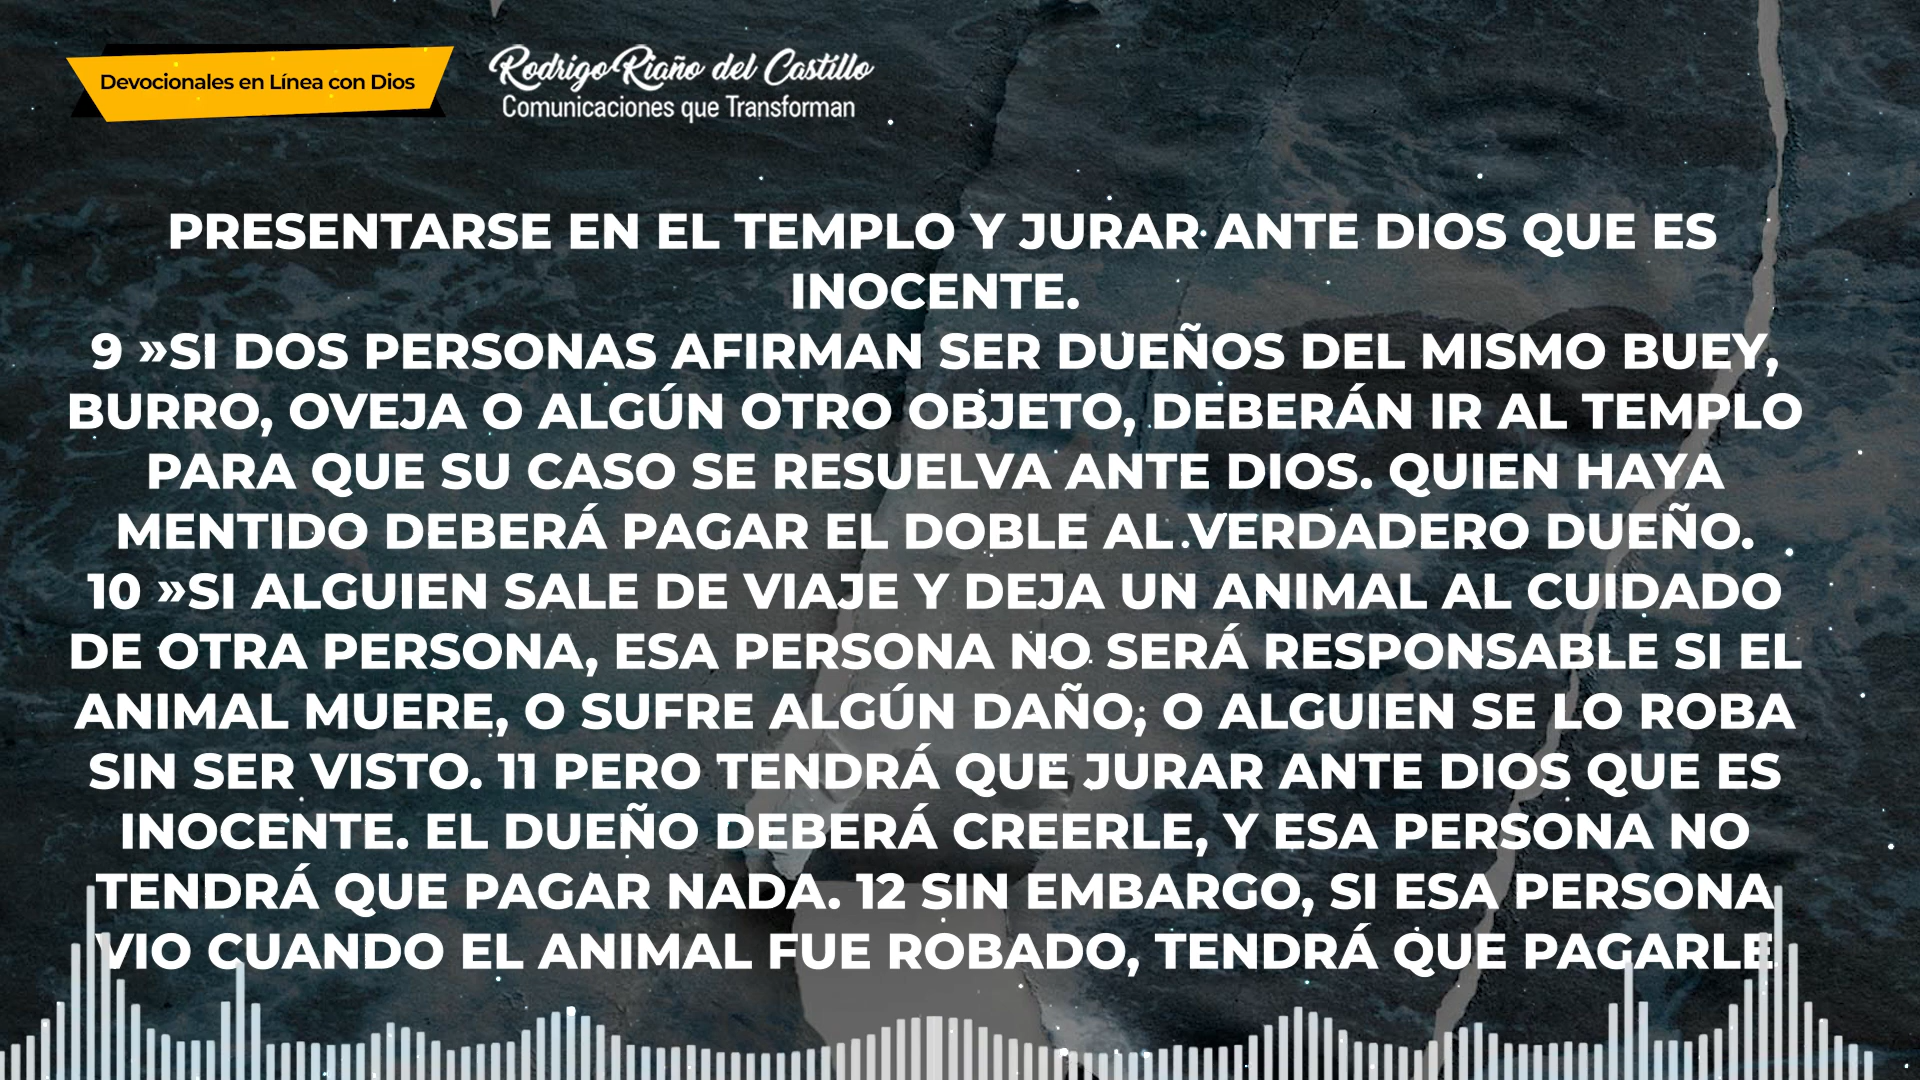 Devocionales en Línea con Dios
Rodrigo Riaño del Castillo
Comunicaciones que Transforman
PRESENTARSE EN EL TEMPLO Y JURAR ANTE DIOS QUE ES
INOCENTE.
9 »SI DOS PERSONAS AFIRMAN SER DUEÑOS DEL MISMO BUEY,
BURRO, OVEJA O ALGÚN OTRO OBJETO, DEBERÁN IR AL TEMPLO
PARA QUE SU CASO SE RESUELVA ANTE DIOS. QUIEN HAYA
MENTIDO DEBERÁ PAGAR EL DOBLE AL VERDADERO DUEÑO.
10 »SI ALGUIEN SALE DE VIAJE Y DEJA UN ANIMAL AL CUIDADO
DE OTRA PERSONA, ESA PERSONA NO SERÁ RESPONSABLE SI EL
ANIMAL MUERE, O SUFRE ALGÚN DAÑO, O ALGUIEN SE LO ROBA
SIN SER VISTO. 11 PERO TENDRÁ QUE JURAR ANTE DIOS QUE ES
INOCENTE. EL DUEÑO DEBERÁ CREERLE, Y ESA PERSONA NO
TENDRÁ QUE PAGAR NADA. 12 SIN EMBARGO, SI ESA PERSONA
VIO CUANDO EL ANIMAL FUE ROBADO, TENDRÁ QUE PAGARLE